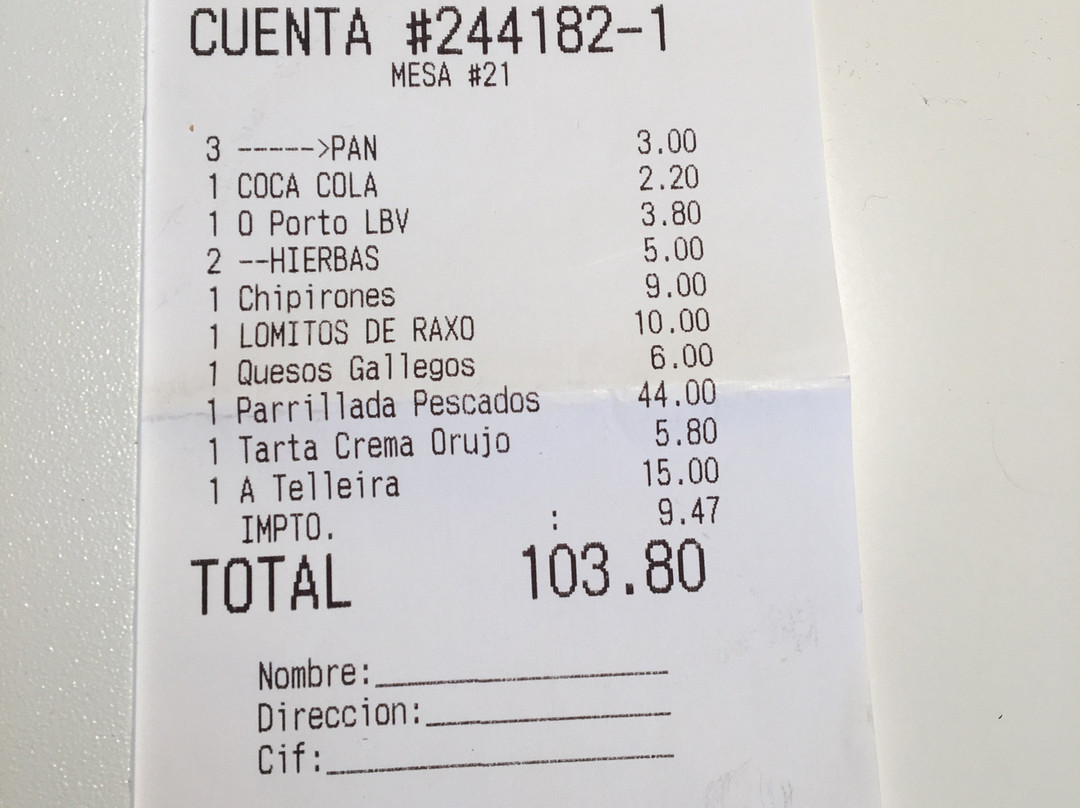 CUENTA #244182-1
MESA #21
3 ----->PAN 3.00
1 COCA COLA 2.20
1 O Porto LBV 3.80
2 --HIERBAS 5.00
1 Chipirones 9.00
1 LOMITOS DE RAXO 10.00
1 Quesos Gallegos 6.00
1 Parrillada Pescados 44.00
1 Tarta Crema Orujo 5.80
1 A Telleira 15.00
IMPTO. : 9.47
TOTAL 103.80
Nombre:
Direccion:
Cif: